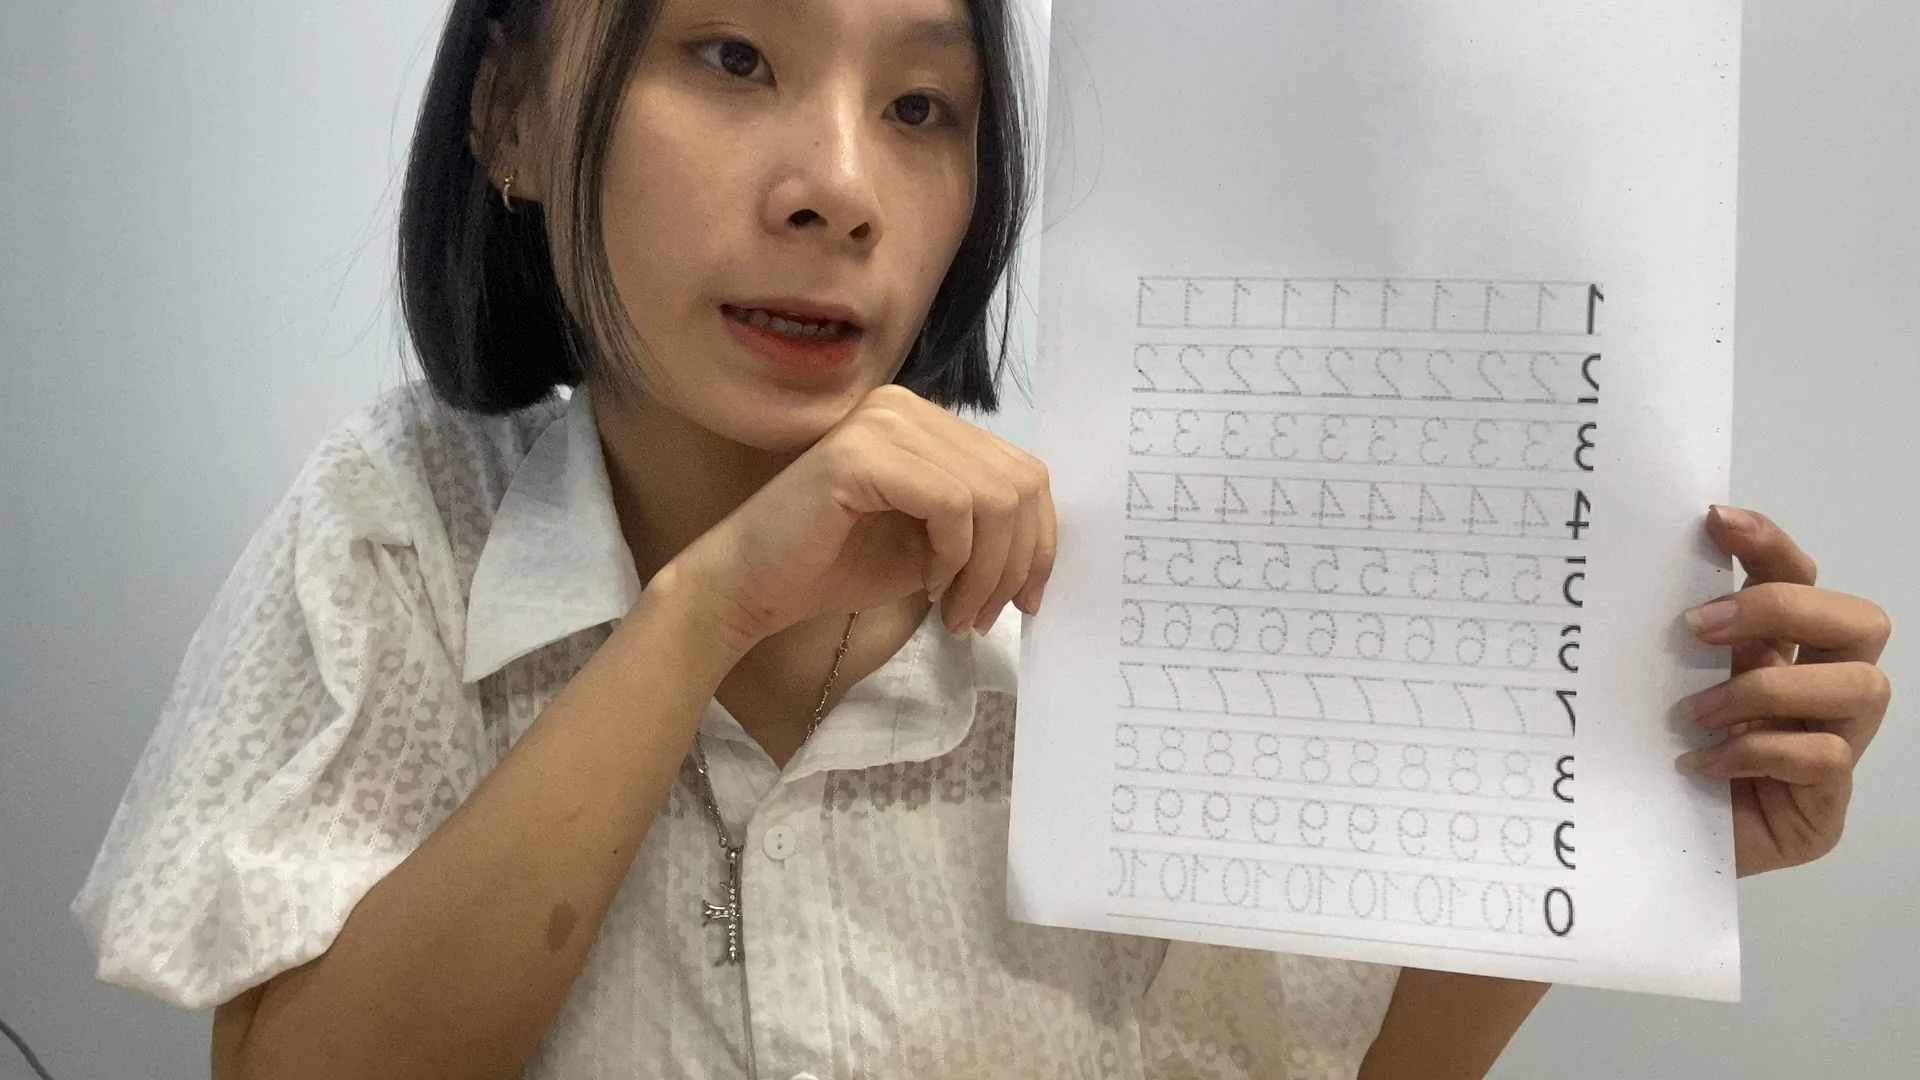 1 1 1 1 1 1 1 1 1 1
2 2 2 2 2 2 2 2 2 2
3 3 3 3 3 3 3 3 3 3
4 4 4 4 4 4 4 4 4 4
5 5 5 5 5 5 5 5 5 5
6 6 6 6 6 6 6 6 6 6
7 7 7 7 7 7 7 7 7 7
8 8 8 8 8 8 8 8 8 8
9 9 9 9 9 9 9 9 9 9
0 10 10 10 10 10 10 10